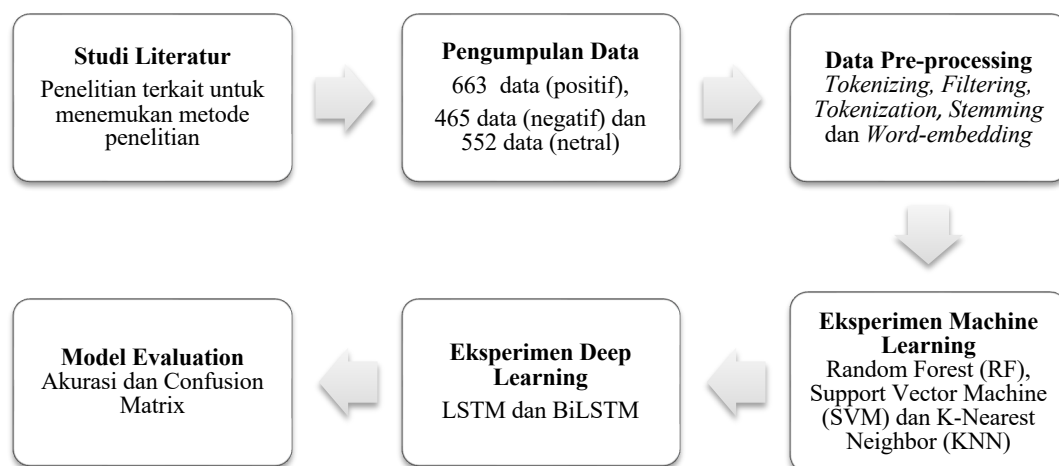 Studi Literatur
Penelitian terkait untuk
menemukan metode
penelitian
Pengumpulan Data
663 data (positif),
465 data (negatif) dan
552 data (netral)
Data Pre-processing
Tokenizing, Filtering,
Tokenization, Stemming
dan Word-embedding
Eksperimen Machine
Learning
Random Forest (RF),
Support Vector Machine
(SVM) dan K-Nearest
Neighbor (KNN)
Eksperimen Deep
Learning
LSTM dan BiLSTM
Model Evaluation
Akurasi dan Confusion
Matrix